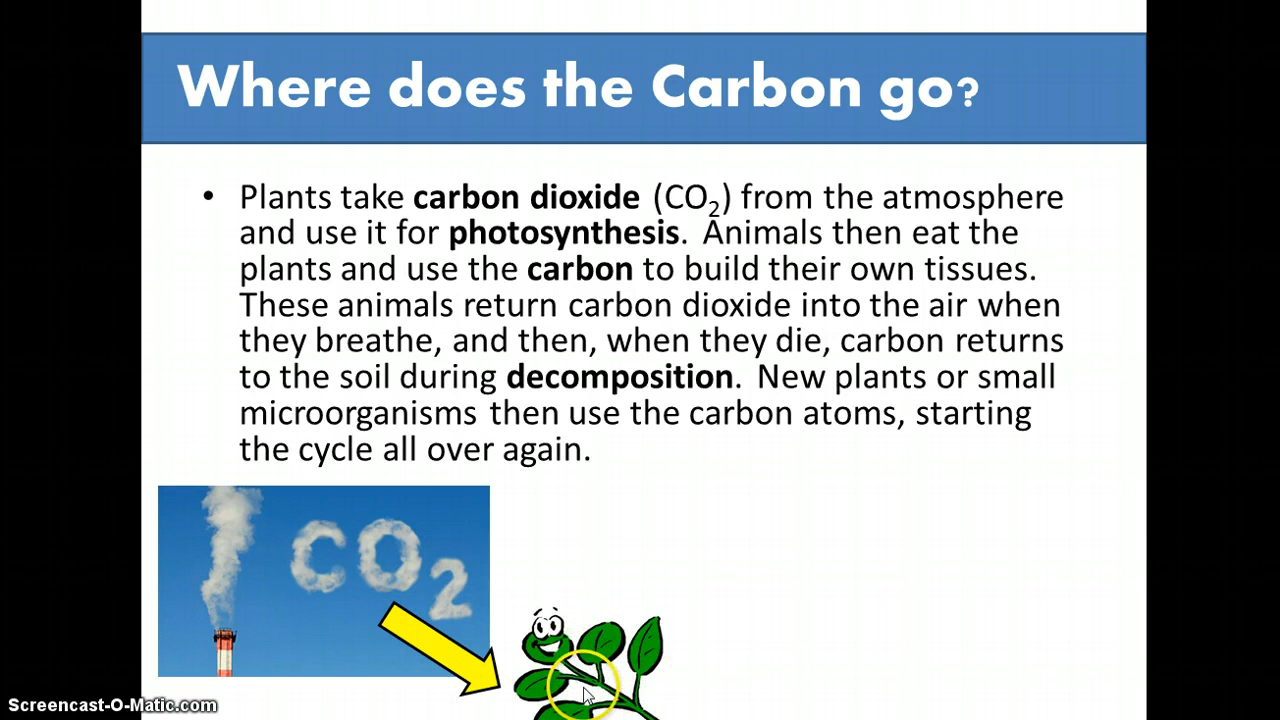 Where does the Carbon go?
• Plants take carbon dioxide (CO₂) from the atmosphere
and use it for photosynthesis. Animals then eat the
plants and use the carbon to build their own tissues.
These animals return carbon dioxide into the air when
they breathe, and then, when they die, carbon returns
to the soil during decomposition. New plants or small
microorganisms then use the carbon atoms, starting
the cycle all over again.
CO₂
Screencast-O-Matic.com